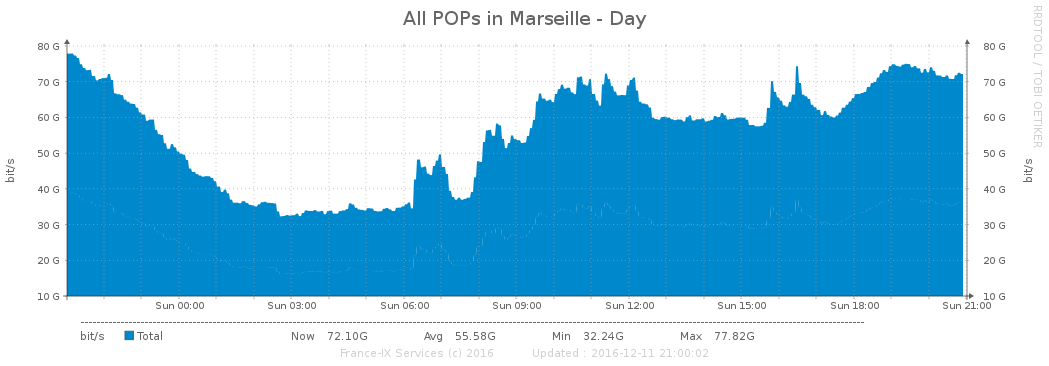 All POPs in Marseille - Day
RRDTOOL / TOBI OETIKER
bit/s
80 G
70 G
60 G
50 G
40 G
30 G
20 G
10 G
80 G
70 G
60 G
50 G
40 G
30 G
20 G
10 G
bit/s
Sun 00:00 Sun 03:00 Sun 06:00 Sun 09:00 Sun 12:00 Sun 15:00 Sun 18:00 Sun 21:00
bit/s Total Now 72.10G Avg 55.58G Min 32.24G Max 77.82G
France-IX Services (c) 2016 Updated : 2016-12-11 21:00:02